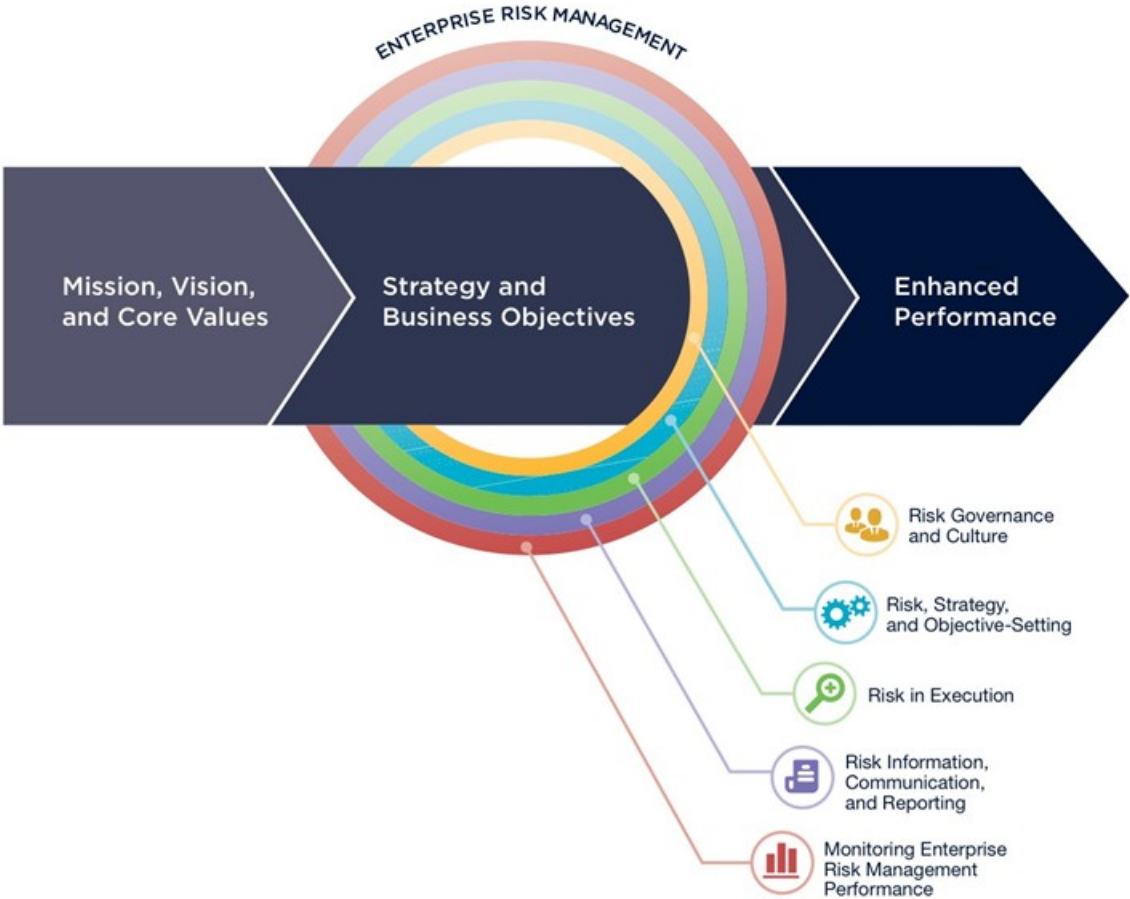 ENTERPRISE RISK MANAGEMENT
Mission, Vision,
and Core Values
Strategy and
Business Objectives
Enhanced
Performance
Risk Governance
and Culture
Risk, Strategy,
and Objective-Setting
Risk in Execution
Risk Information,
Communication,
and Reporting
Monitoring Enterprise
Risk Management
Performance